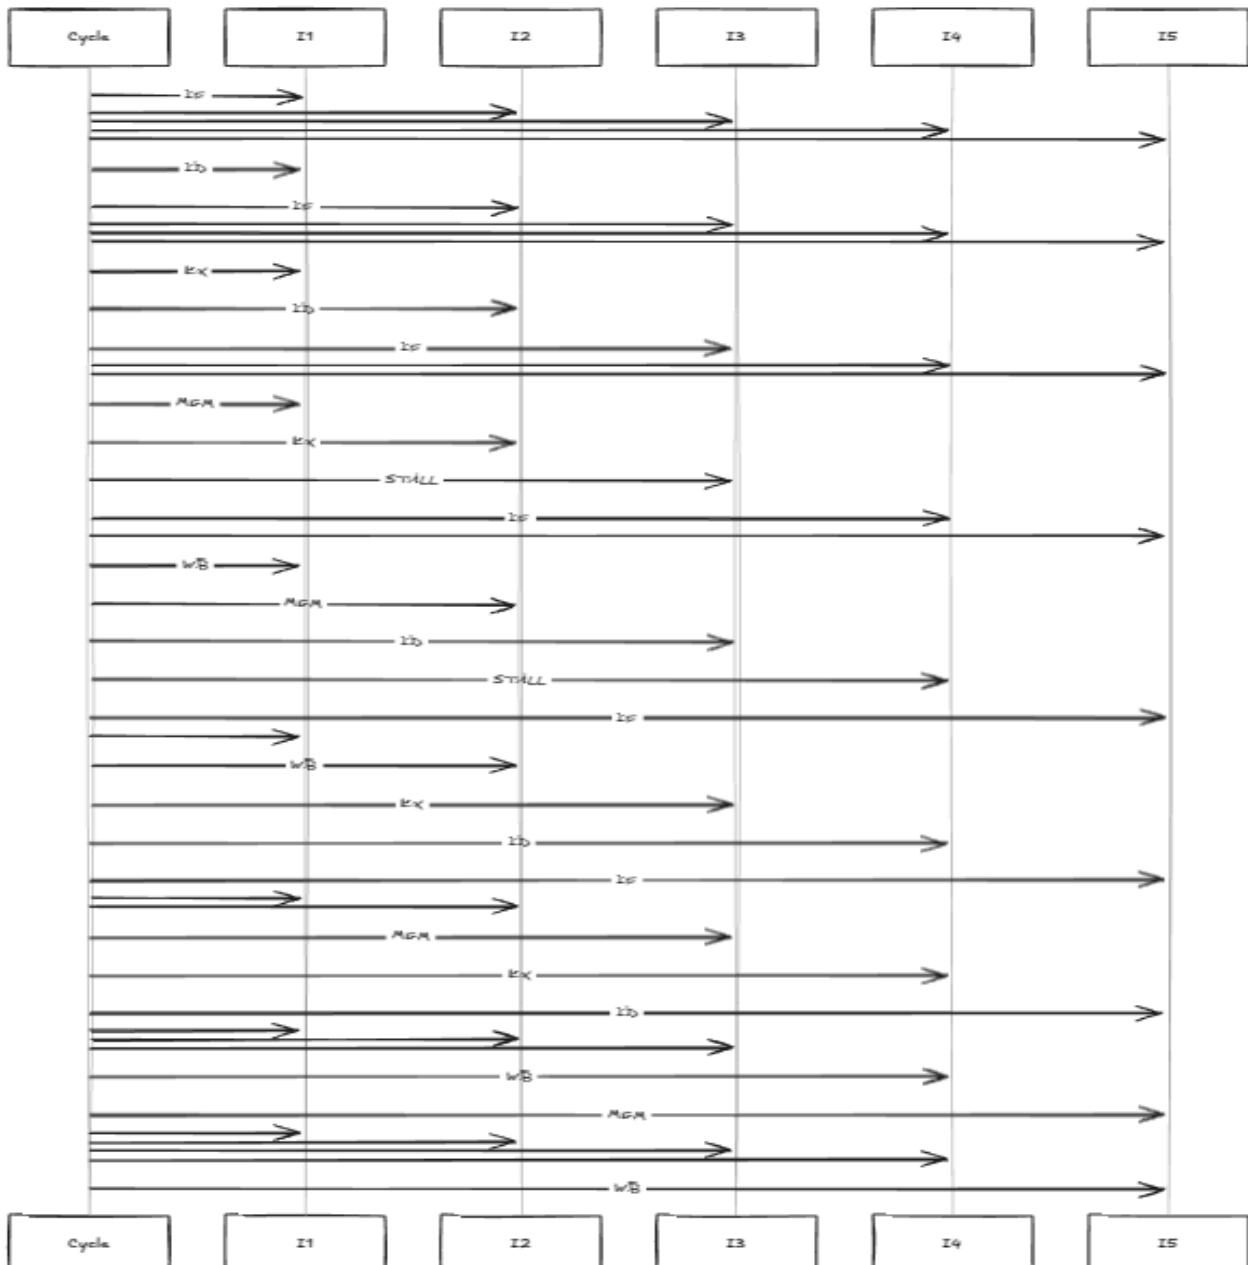 Cycle I1 I2 I3 I4 I5
IF
ID
IF
EX
ID
IF
MEM
EX
STALL
IF
WB
MEM
ID
STALL
IF
WB
EX
ID
IF
MEM
EX
ID
WB
MEM
WB
Cycle I1 I2 I3 I4 I5